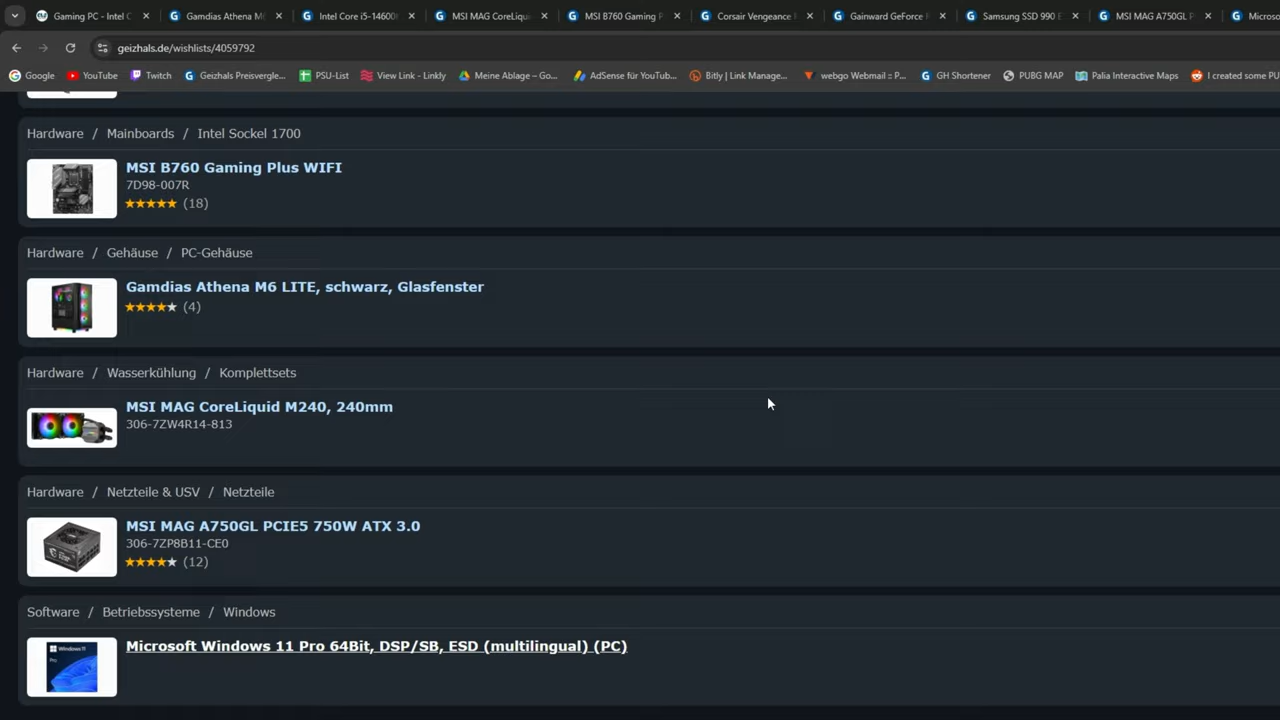 Gaming PC - Intel C
Gamdias Athena M6
Intel Core i5-14600
MSI MAG CoreLiqu
MSI B760 Gaming P
Corsair Vengeance
Gainward GeForce
Samsung SSD 990 E
MSI MAG A750GL P
Microso
geizhals.de/wishlists/4059792
Google
YouTube
Twitch
Geizhals Preisvergle...
PSU-List
View Link - Linkly
Meine Ablage – Go...
AdSense für YouTub...
Bitly | Link Manage...
webgo Webmail :: P...
GH Shortener
PUBG MAP
Palia Interactive Maps
I created some PU
Hardware / Mainboards / Intel Sockel 1700
MSI B760 Gaming Plus WIFI
7D98-007R
(18)
Hardware / Gehäuse / PC-Gehäuse
Gamdias Athena M6 LITE, schwarz, Glasfenster
(4)
Hardware / Wasserkühlung / Komplettsets
MSI MAG CoreLiquid M240, 240mm
306-7ZW4R14-813
Hardware / Netzteile & USV / Netzteile
MSI MAG A750GL PCIE5 750W ATX 3.0
306-7ZP8B11-CE0
(12)
Software / Betriebssysteme / Windows
Windows 11
Pro
Microsoft Windows 11 Pro 64Bit, DSP/SB, ESD (multilingual) (PC)